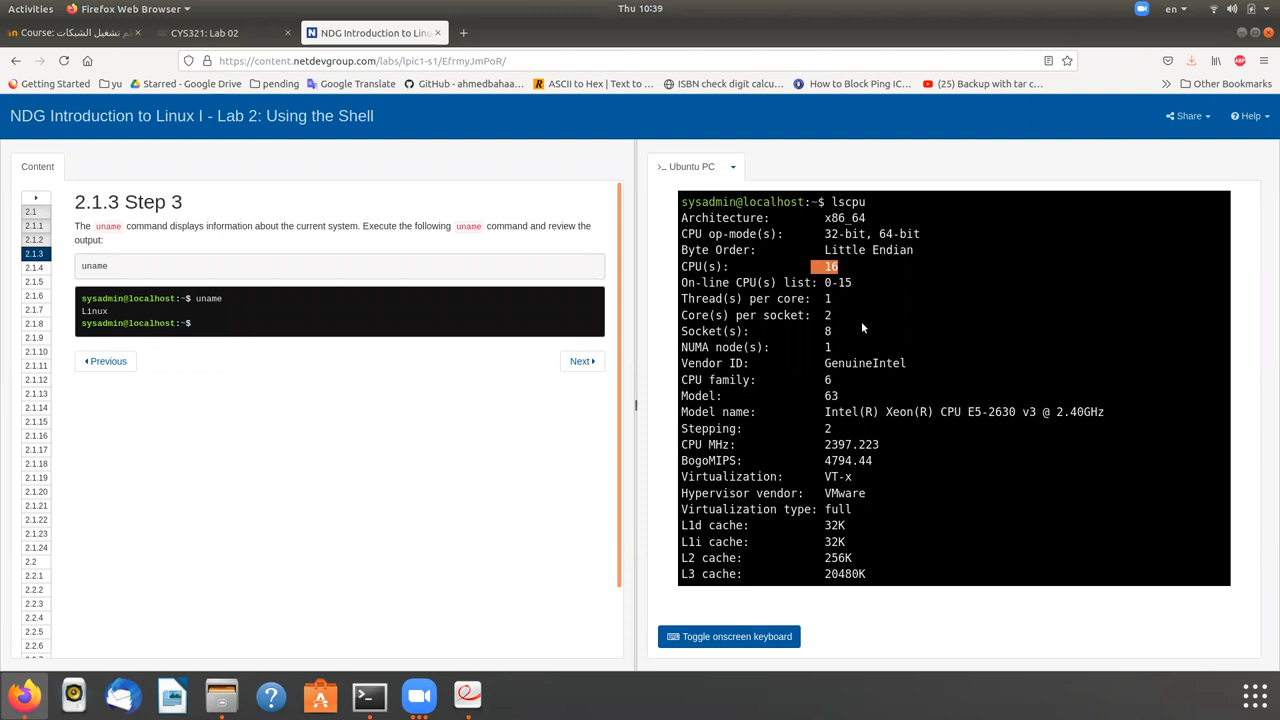 Activities
Firefox Web Browser
Thu 10:39
en
Course: تشغيل الشبكات
CYS321: Lab 02
NDG Introduction to Linu
https://content.netdevgroup.com/labs/lpic1-s1/EfrmyJmPoR/
Getting Started
yu
Starred - Google Drive
pending
Google Translate
GitHub - ahmedbahaa...
ASCII to Hex | Text to ...
ISBN check digit calcu...
How to Block Ping IC...
(25) Backup with tar c...
Other Bookmarks
NDG Introduction to Linux I - Lab 2: Using the Shell
Share
Help
Content
2.1
2.1.1
2.1.2
2.1.3
2.1.4
2.1.5
2.1.6
2.1.7
2.1.8
2.1.9
2.1.10
2.1.11
2.1.12
2.1.13
2.1.14
2.1.15
2.1.16
2.1.17
2.1.18
2.1.19
2.1.20
2.1.21
2.1.22
2.1.23
2.1.24
2.2
2.2.1
2.2.2
2.2.3
2.2.4
2.2.5
2.2.6
2.1.3 Step 3
The uname command displays information about the current system. Execute the following uname command and review the
output:
uname
sysadmin@localhost:~$ uname
Linux
sysadmin@localhost:~$
Previous
Next
>_ Ubuntu PC
sysadmin@localhost:~$ lscpu
Architecture: x86_64
CPU op-mode(s): 32-bit, 64-bit
Byte Order: Little Endian
CPU(s): 16
On-line CPU(s) list: 0-15
Thread(s) per core: 1
Core(s) per socket: 2
Socket(s): 8
NUMA node(s): 1
Vendor ID: GenuineIntel
CPU family: 6
Model: 63
Model name: Intel(R) Xeon(R) CPU E5-2630 v3 @ 2.40GHz
Stepping: 2
CPU MHz: 2397.223
BogoMIPS: 4794.44
Virtualization: VT-x
Hypervisor vendor: VMware
Virtualization type: full
L1d cache: 32K
L1i cache: 32K
L2 cache: 256K
L3 cache: 20480K
Toggle onscreen keyboard